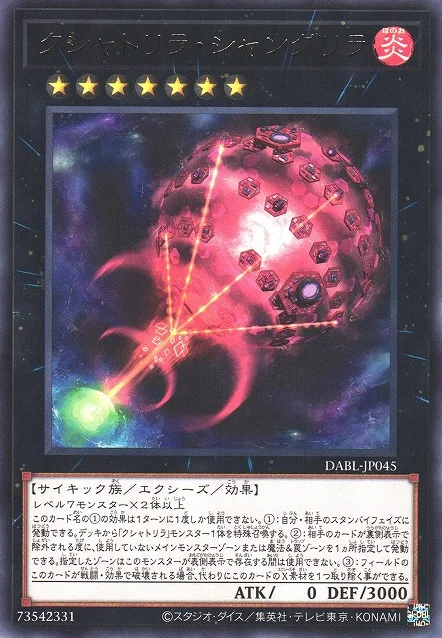 クシャトリラ・シャングリラ
炎
ほのお
DABL-JP045
【サイキック族/エクシーズ/効果】
レベル7モンスター×2体以上
このカード名の①の効果は1ターンに1度しか使用できない。①:自分・相手のスタンバイフェイズに
発動できる。デッキから「クシャトリラ」モンスター1体を特殊召喚する。②:相手のカードが裏側表示で
除外される度に、使用していないメインモンスターゾーンまたは魔法&罠ゾーンを1ヵ所指定して発動
できる。指定したゾーンはこのモンスターが表側表示で存在する間は使用できない。③:フィールドの
このカードが戦闘・効果で破壊される場合、代わりにこのカードのX素材を1つ取り除く事ができる。
ATK/ 0 DEF/3000
73542331
©スタジオ・ダイス/集英社・テレビ東京・KONAMI